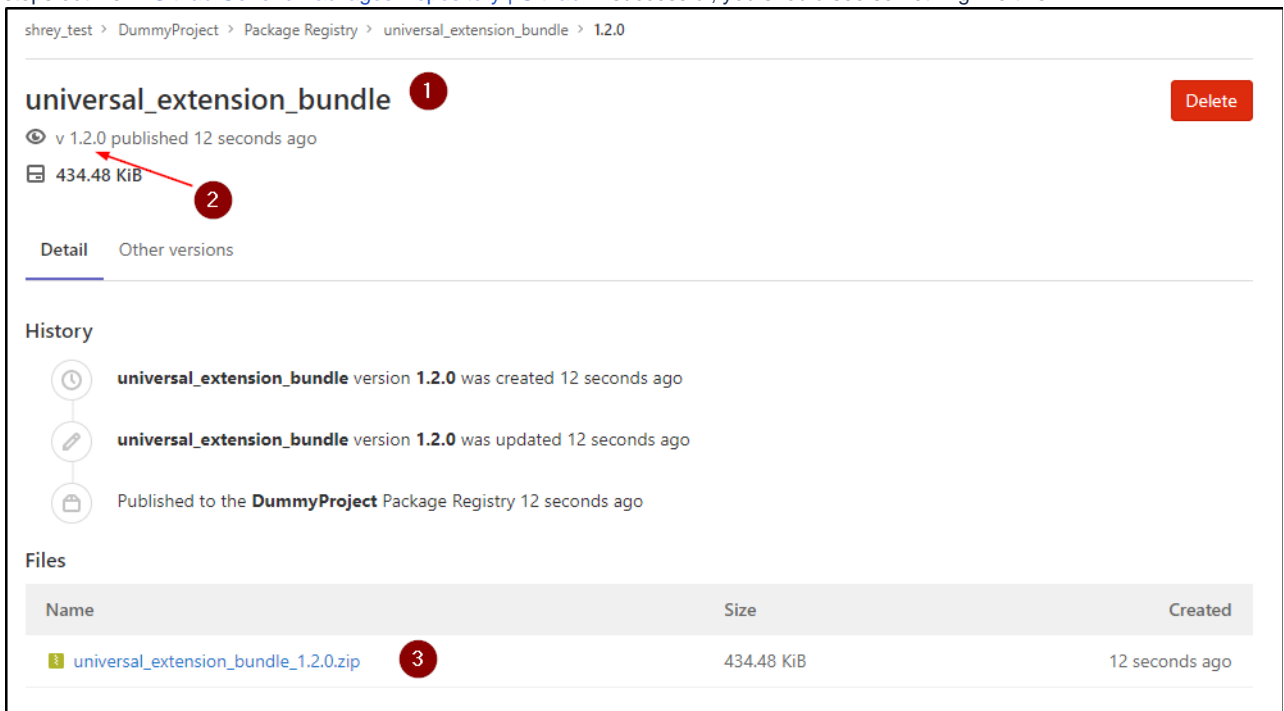 shrey_test > DummyProject > Package Registry > universal_extension_bundle > 1.2.0
universal_extension_bundle 1
Delete
v 1.2.0 published 12 seconds ago
434.48 KiB
2
Detail Other versions
History
universal_extension_bundle version 1.2.0 was created 12 seconds ago
universal_extension_bundle version 1.2.0 was updated 12 seconds ago
Published to the DummyProject Package Registry 12 seconds ago
Files
Name Size Created
universal_extension_bundle_1.2.0.zip 3 434.48 KiB 12 seconds ago